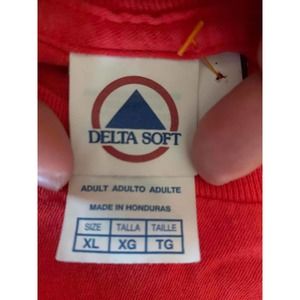 DELTA SOFT
ADULT ADULTO ADULTE
MADE IN HONDURAS
SIZE TALLA TAILLE
XL XG TG